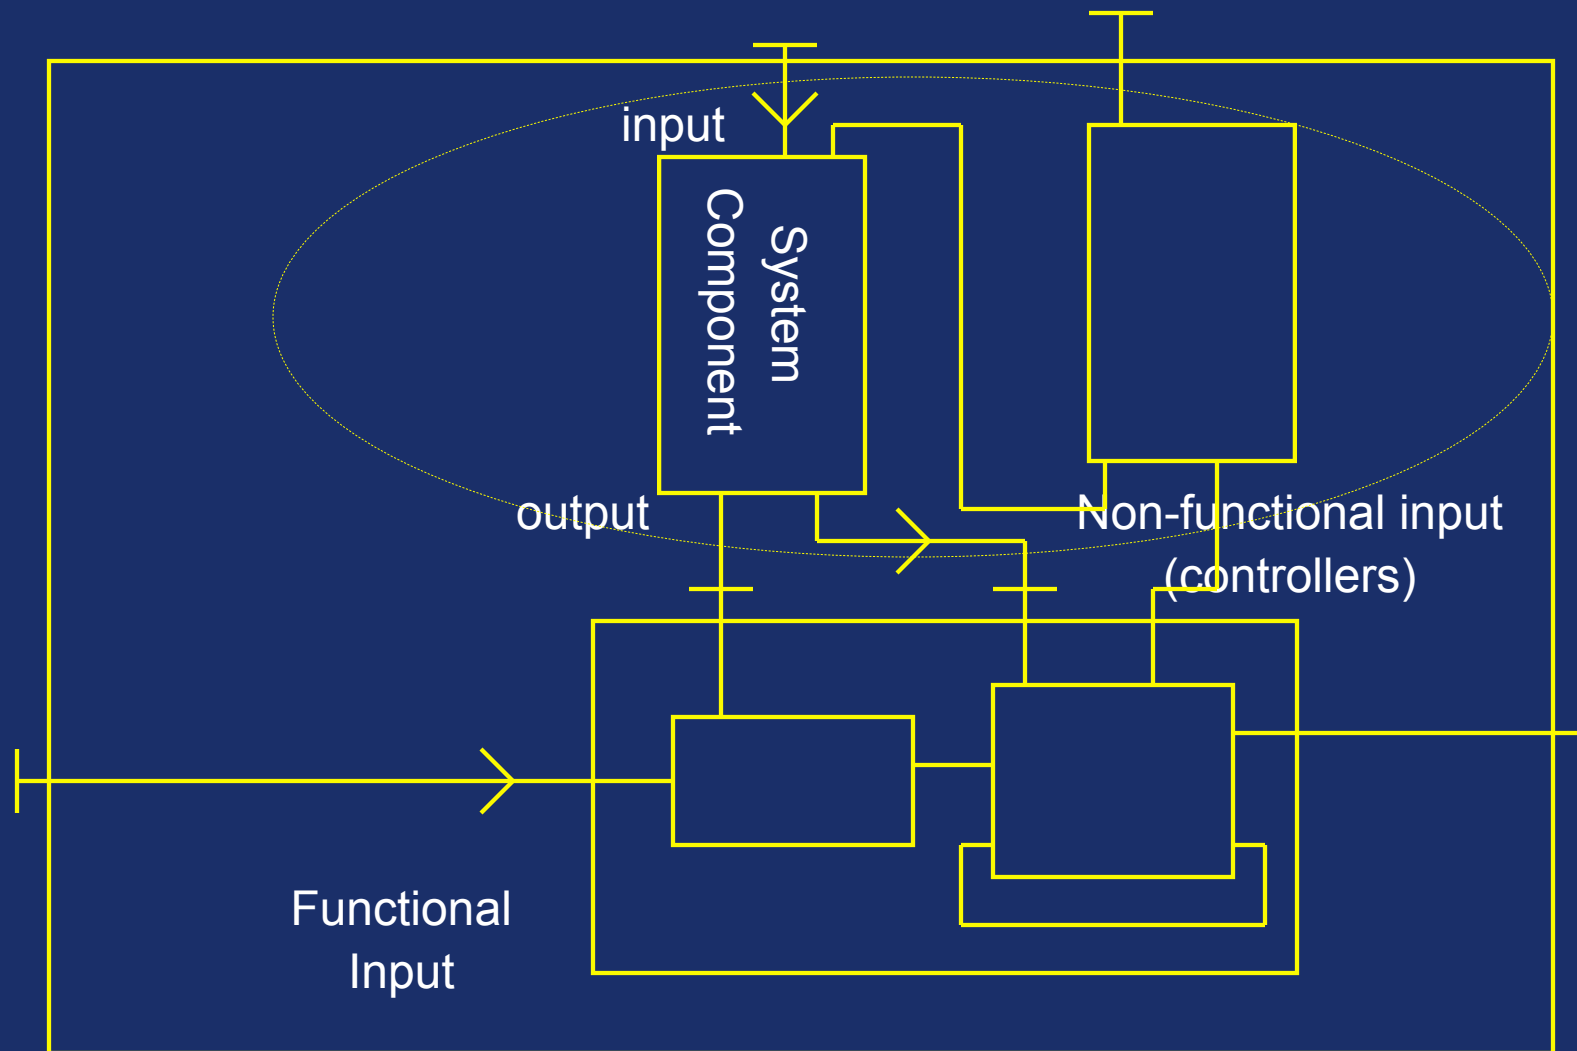 input
System
Component
output
Non-functional input
(controllers)
Functional
Input